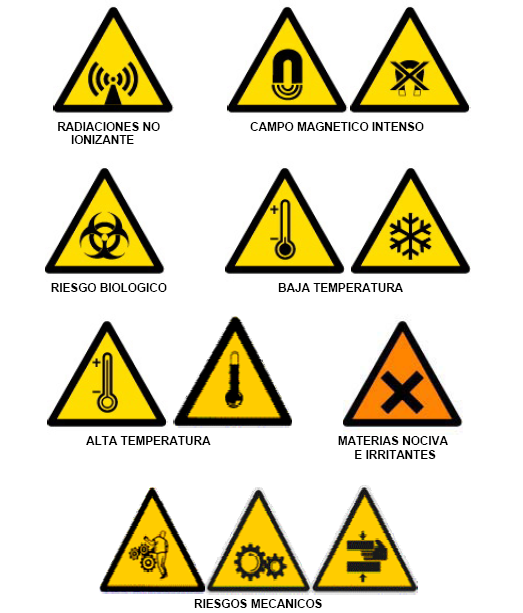 RADIACIONES NO
IONIZANTE
CAMPO MAGNETICO INTENSO
RIESGO BIOLOGICO
+
−
BAJA TEMPERATURA
+
−
ALTA TEMPERATURA
MATERIAS NOCIVA
E IRRITANTES
RIESGOS MECANICOS